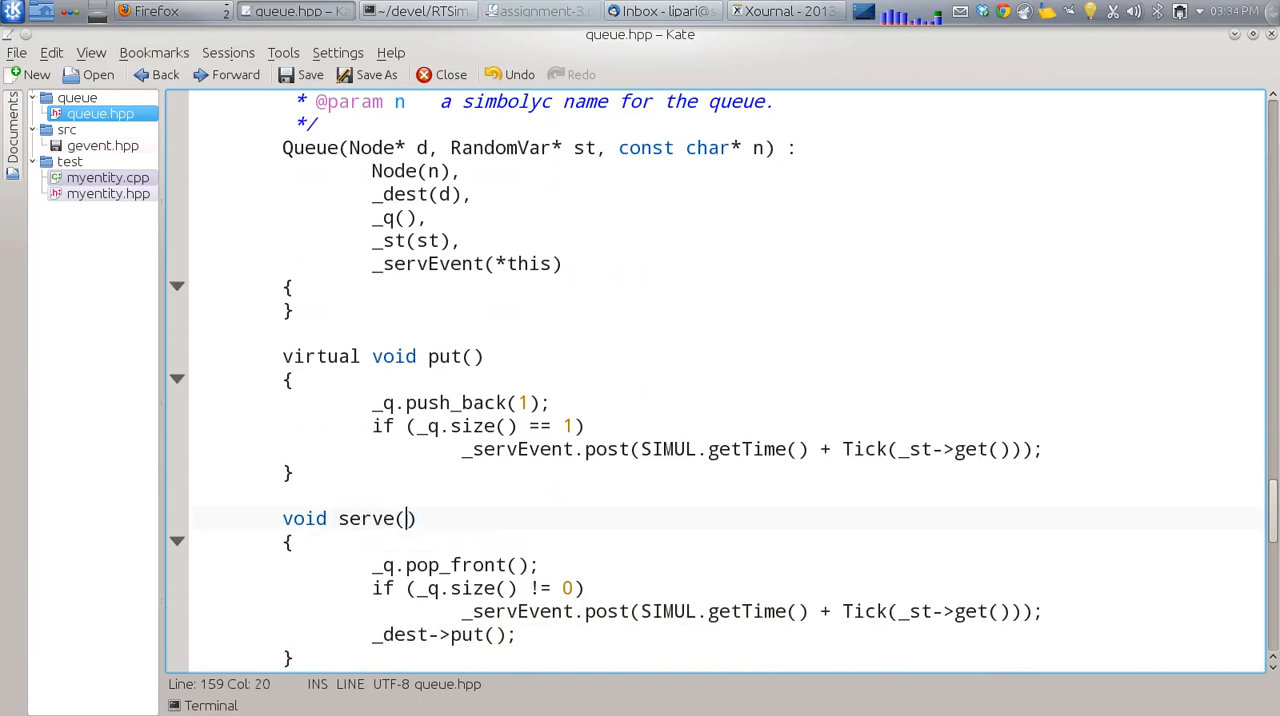 Firefox 2 queue.hpp – K ~/devel/RTSim assignment-3 Inbox – lipari Xournal – 2013 03:34 PM
queue.hpp – Kate
File Edit View Bookmarks Sessions Tools Settings Help
New Open Back Forward Save Save As Close Undo Redo
Documents
queue
queue.hpp
src
gevent.hpp
test
myentity.cpp
myentity.hpp
* @param n   a simbolyc name for the queue.
*/
Queue(Node* d, RandomVar* st, const char* n) :
Node(n),
_dest(d),
_q(),
_st(st),
_servEvent(*this)
{
}
virtual void put()
{
_q.push_back(1);
if (_q.size() == 1)
_servEvent.post(SIMUL.getTime() + Tick(_st->get()));
}
void serve()
{
_q.pop_front();
if (_q.size() != 0)
_servEvent.post(SIMUL.getTime() + Tick(_st->get()));
_dest->put();
}
Line: 159 Col: 20 INS LINE UTF-8 queue.hpp
Terminal